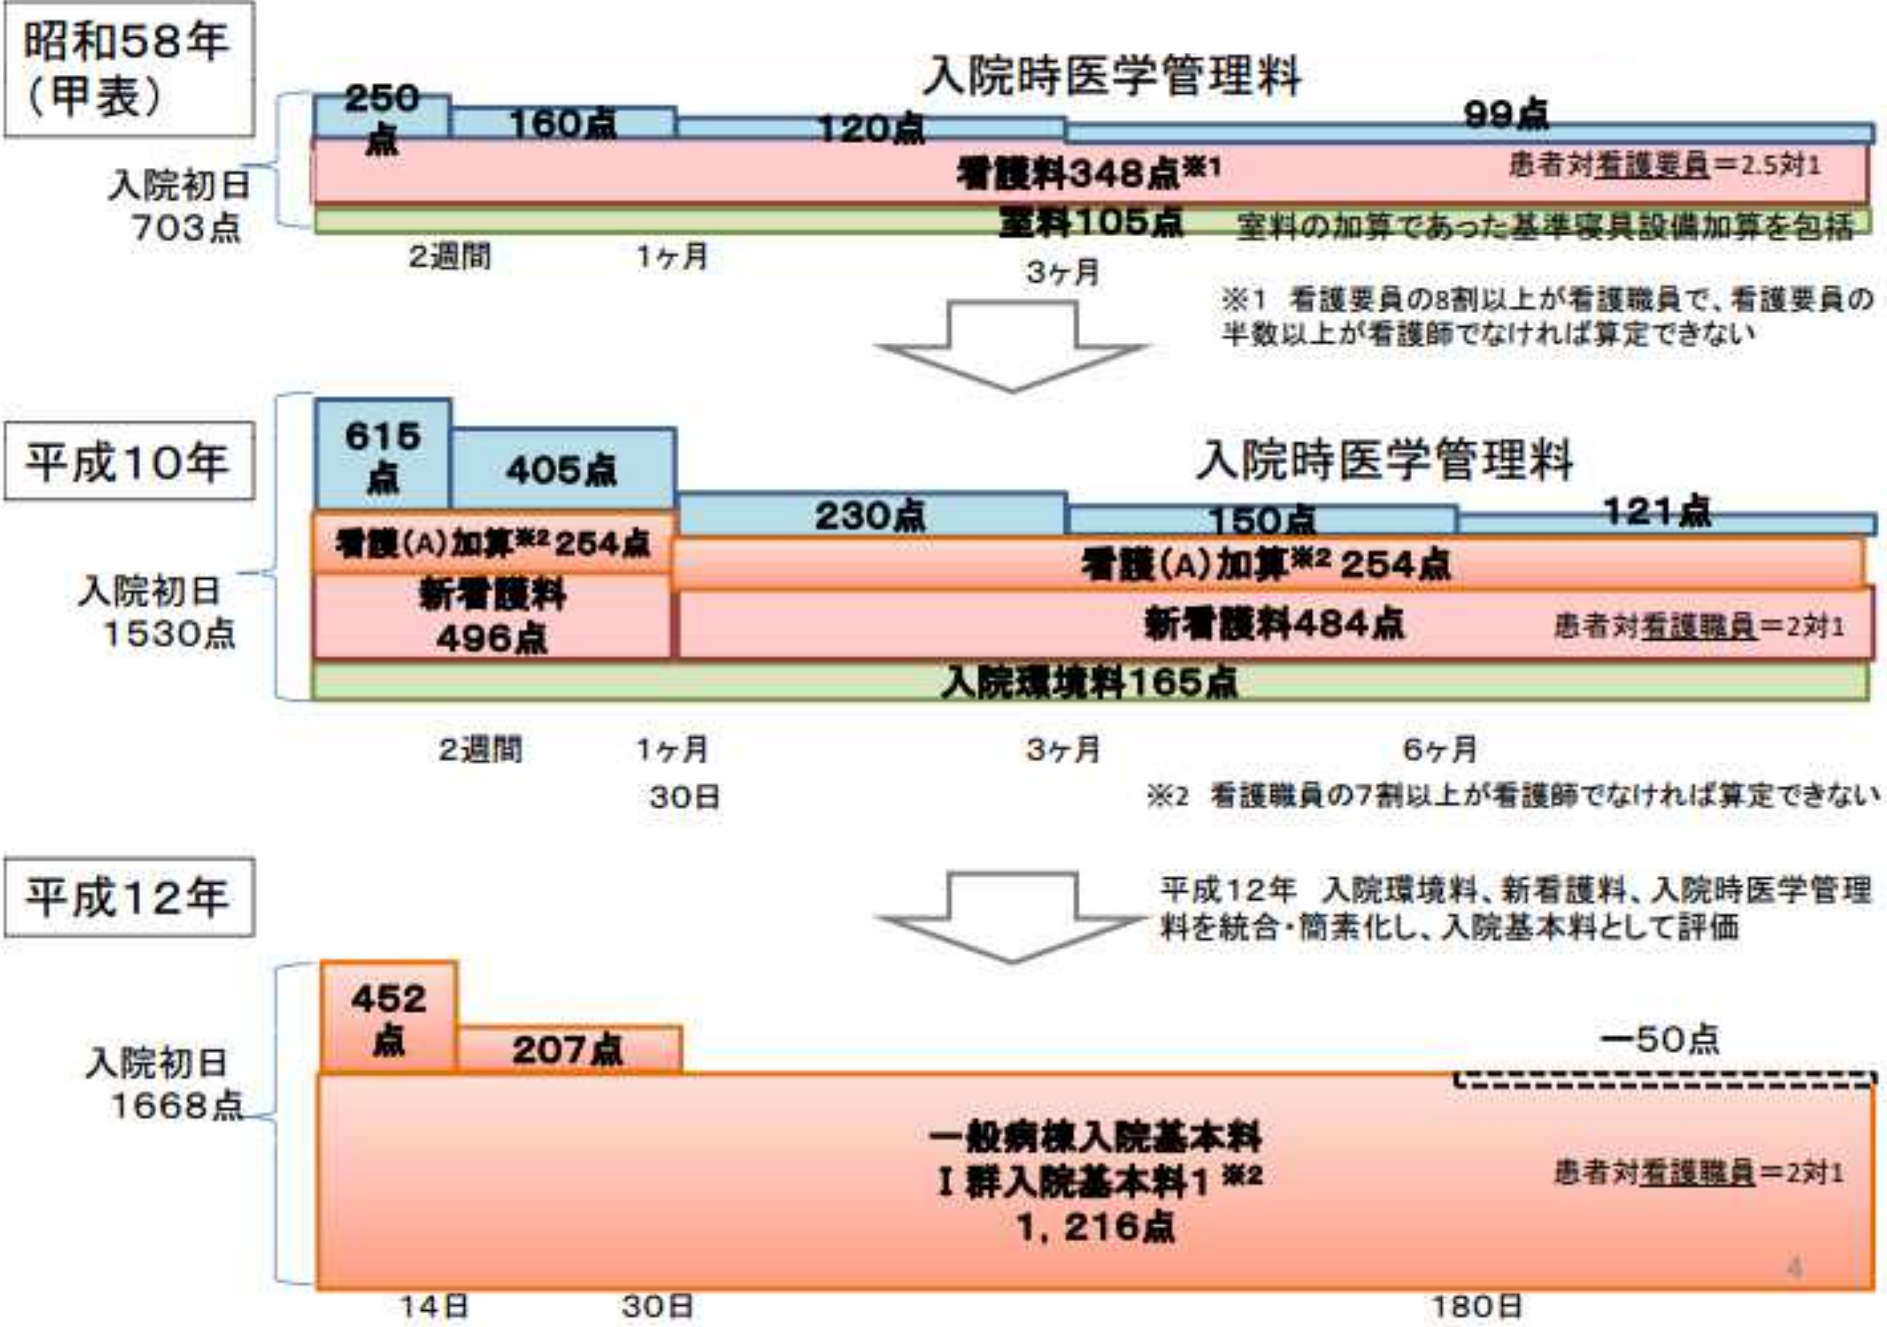 昭和58年
（甲表）
入院時医学管理料
250
点
160点
120点
99点
看護料348点※1
患者対看護要員＝2.5対1
入院初日
703点
室料105点
室料の加算であった基準寝具設備加算を包括
2週間
1ヶ月
3ヶ月
※1　看護要員の8割以上が看護職員で、看護要員の
半数以上が看護師でなければ算定できない
平成10年
入院時医学管理料
615
点
405点
230点
150点
121点
看護（A）加算※2 254点
看護（A）加算※2 254点
入院初日
1530点
新看護料
496点
新看護料484点
患者対看護職員＝2対1
入院環境料165点
2週間
1ヶ月
3ヶ月
6ヶ月
30日
※2　看護職員の7割以上が看護師でなければ算定できない
平成12年
平成12年　入院環境料、新看護料、入院時医学管理
料を統合・簡素化し、入院基本料として評価
452
点
207点
－50点
入院初日
1668点
一般病棟入院基本料
Ⅰ群入院基本料1 ※2
1，216点
患者対看護職員＝2対1
4
14日
30日
180日